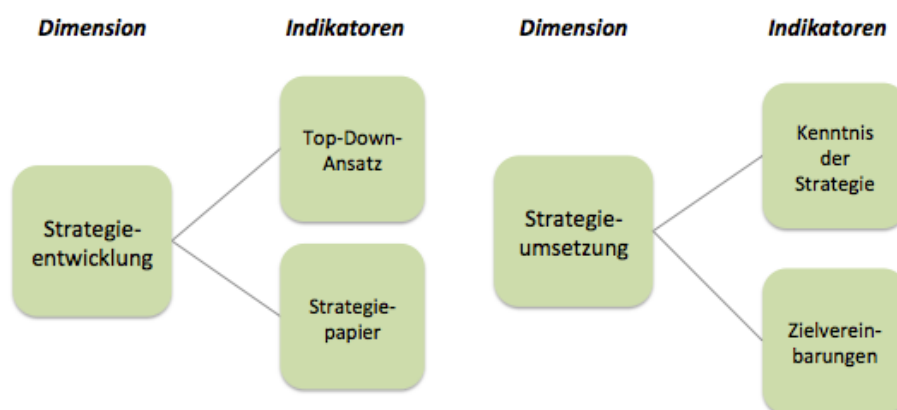 Dimension
Indikatoren
Dimension
Indikatoren
Strategie-
entwicklung
Top-Down-
Ansatz
Strategie-
papier
Strategie-
umsetzung
Kenntnis
der
Strategie
Zielverein-
barungen